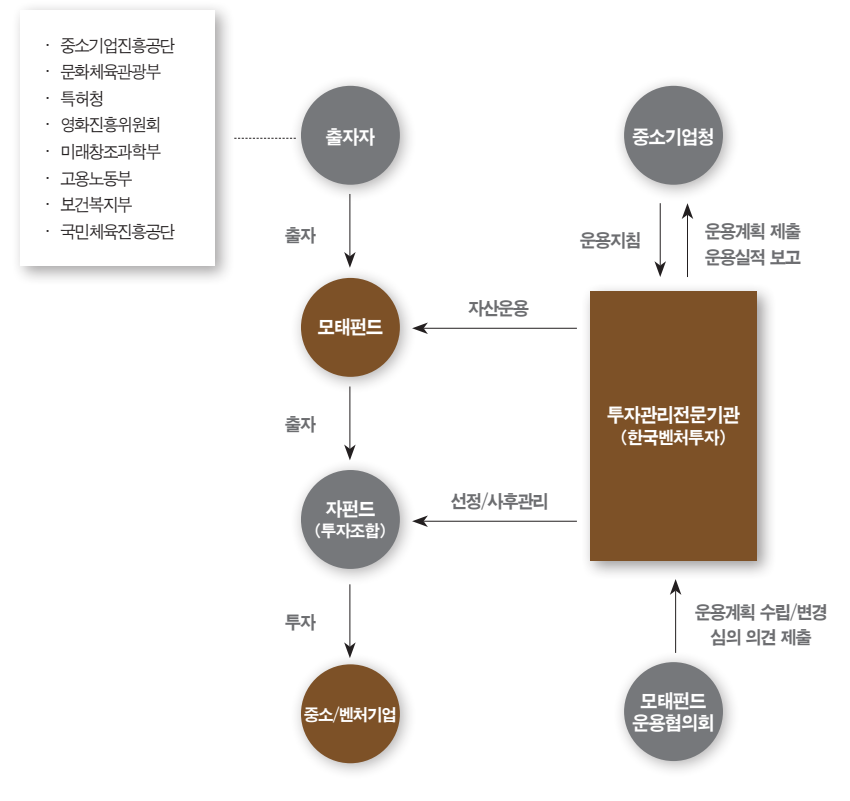 · 중소기업진흥공단
· 문화체육관광부
· 특허청
· 영화진흥위원회
· 미래창조과학부
· 고용노동부
· 보건복지부
· 국민체육진흥공단
출자자
중소기업청
출자
운용지침
운용계획 제출
운용실적 보고
모태펀드
자산운용
투자관리전문기관
(한국벤처투자)
출자
자펀드
(투자조합)
선정/사후관리
투자
운용계획 수립/변경
심의 의견 제출
중소/벤처기업
모태펀드
운용협의회